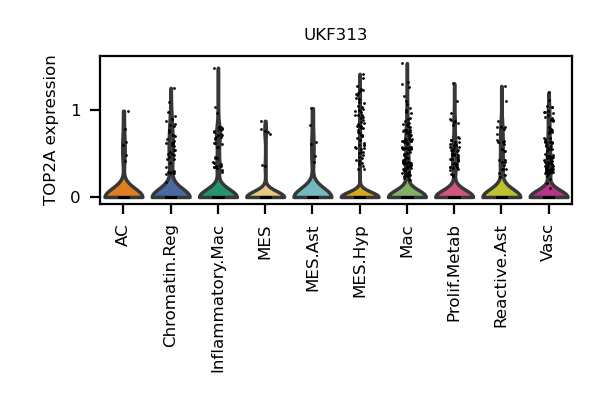 UKF313
TOP2A expression
1
0
AC
Chromatin.Reg
Inflammatory.Mac
MES
MES.Ast
MES.Hyp
Mac
Prolif.Metab
Reactive.Ast
Vasc